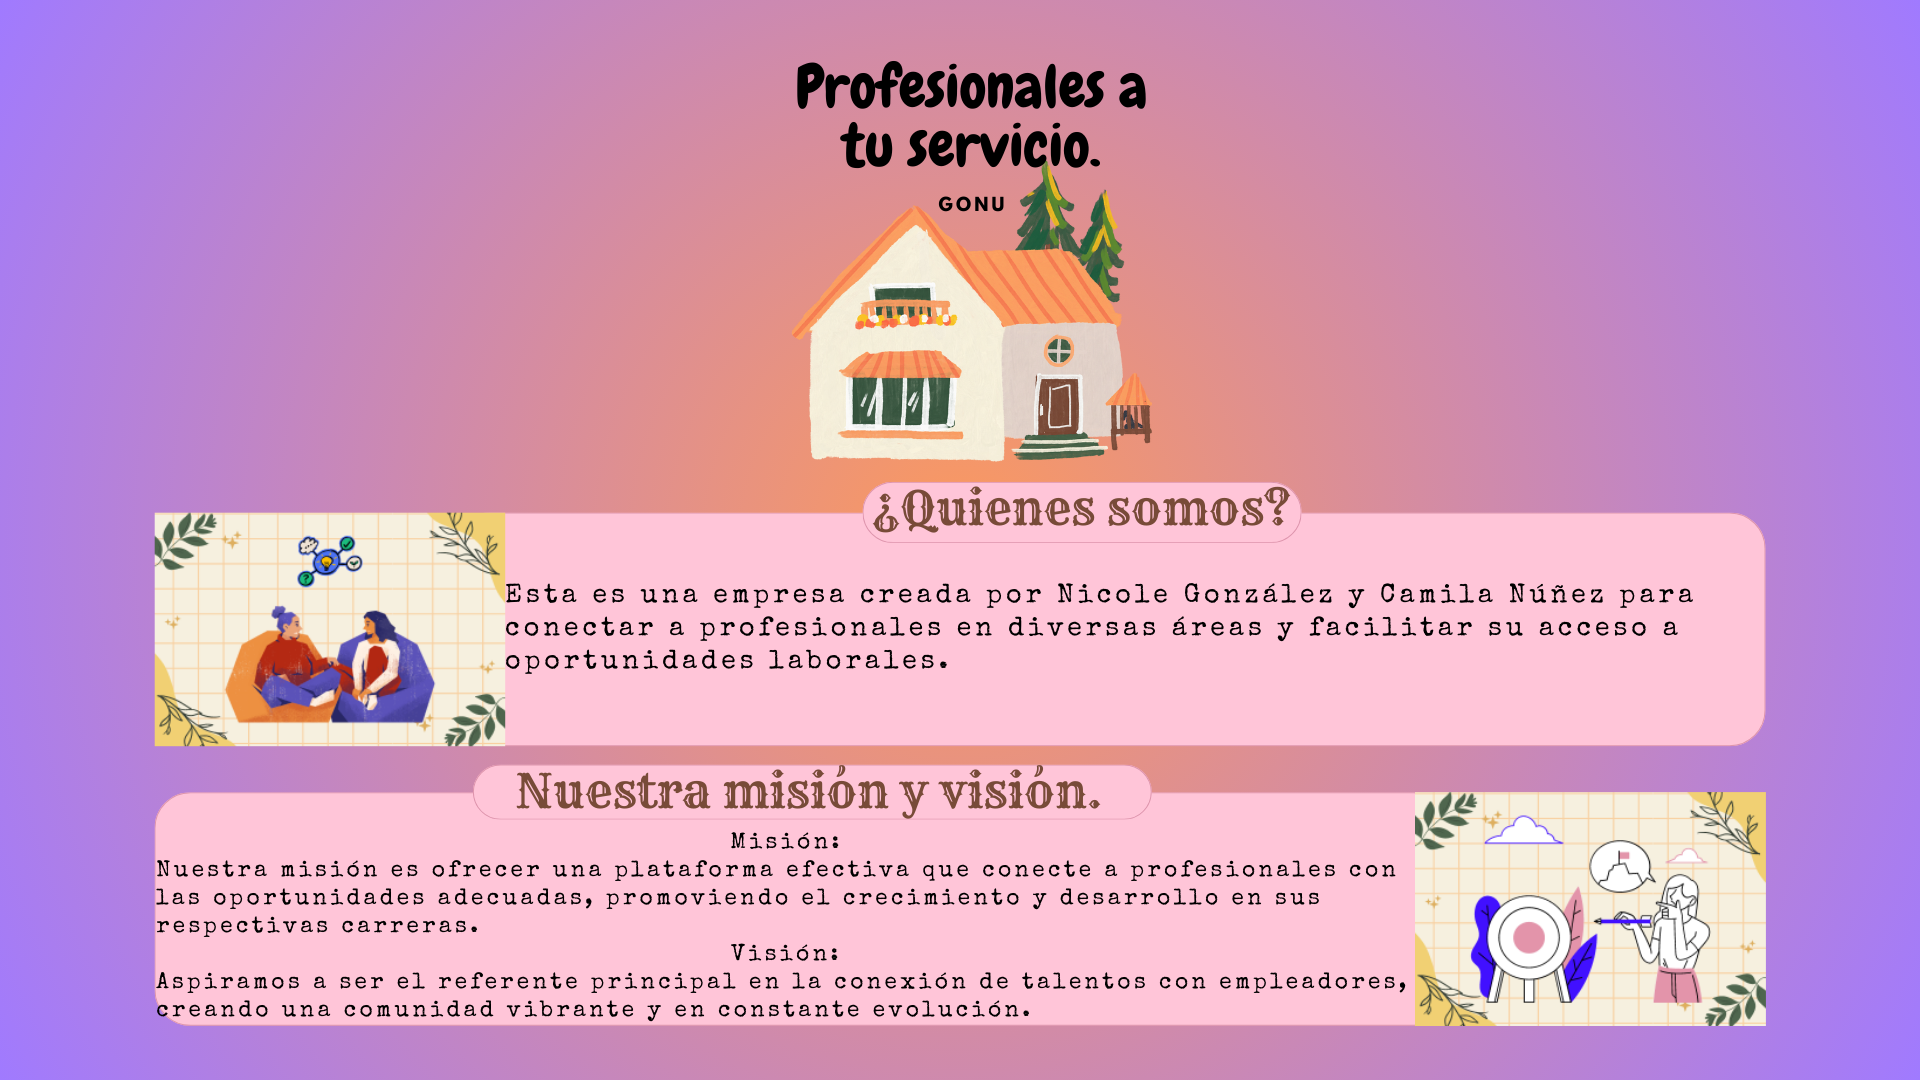 Profesionales a
tu servicio.
GONU
¿Quienes somos?
Esta es una empresa creada por Nicole González y Camila Núñez para
conectar a profesionales en diversas áreas y facilitar su acceso a
oportunidades laborales.
Nuestra misión y visión.
Misión:
Nuestra misión es ofrecer una plataforma efectiva que conecte a profesionales con
las oportunidades adecuadas, promoviendo el crecimiento y desarrollo en sus
respectivas carreras.
Visión:
Aspiramos a ser el referente principal en la conexión de talentos con empleadores,
creando una comunidad vibrante y en constante evolución.